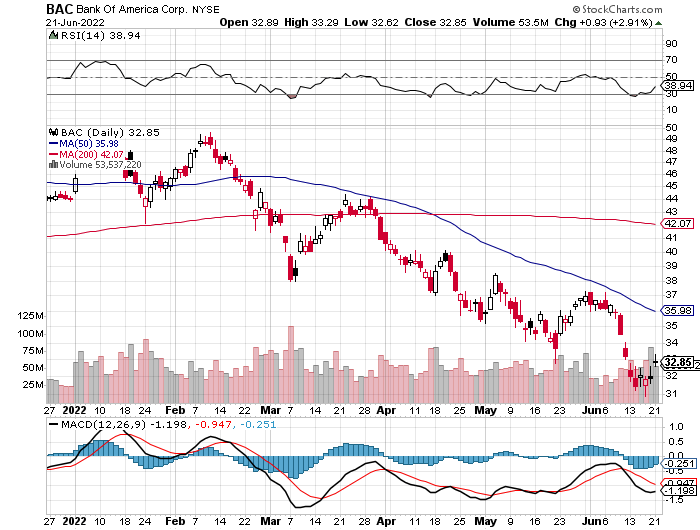 BAC Bank Of America Corp. NYSE
© StockCharts.com
21-Jun-2022
Open 32.89 High 33.29 Low 32.62 Close 32.85 Volume 53.5M Chg +0.93 (+2.91%)
RSI(14) 38.94
90
70
50
38.94
30
10
BAC (Daily) 32.85
MA(50) 35.98
MA(200) 42.07
Volume 53,537,220
50
49
48
47
46
45
44
43
42.07
41
40
39
38
37
35.98
34
32.85
32
31
125M
100M
75M
50M
25M
27 2022 10 18 24 Feb 7 14 22 Mar 7 14 21 28 Apr 11 18 25 May 9 16 23 Jun 6 13 21
MACD(12,26,9) -1.198, -0.947, -0.251
1.0
0.5
0.0
-0.251
-0.947
-1.198
-1.5
27 2022 10 18 24 Feb 7 14 22 Mar 7 14 21 28 Apr 11 18 25 May 9 16 23 Jun 6 13 21